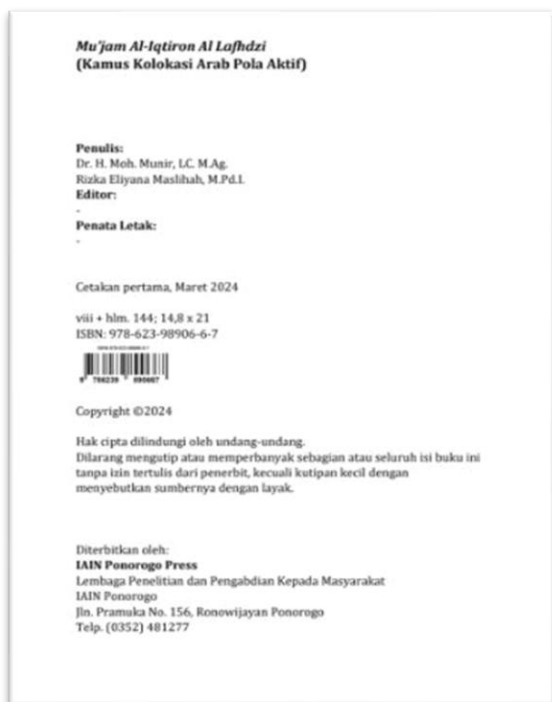 Mu'jam Al-Iqtiron Al Lafhdzi
(Kamus Kolokasi Arab Pola Aktif)
Penulis:
Dr. H. Moh. Munir, LC. M.Ag.
Rizka Eliyana Maslihah, M.Pd.I.
Editor:
-
Penata Letak:
-
Cetakan pertama, Maret 2024
viii + hlm. 144; 14,8 x 21
ISBN: 978-623-98906-6-7
Copyright ©2024
Hak cipta dilindungi oleh undang-undang.
Dilarang mengutip atau memperbanyak sebagian atau seluruh isi buku ini
tanpa izin tertulis dari penerbit, kecuali kutipan kecil dengan
menyebutkan sumbernya dengan layak.
Diterbitkan oleh:
IAIN Ponorogo Press
Lembaga Penelitian dan Pengabdian Kepada Masyarakat
IAIN Ponorogo
Jln. Pramuka No. 156, Ronowijayan Ponorogo
Telp. (0352) 481277